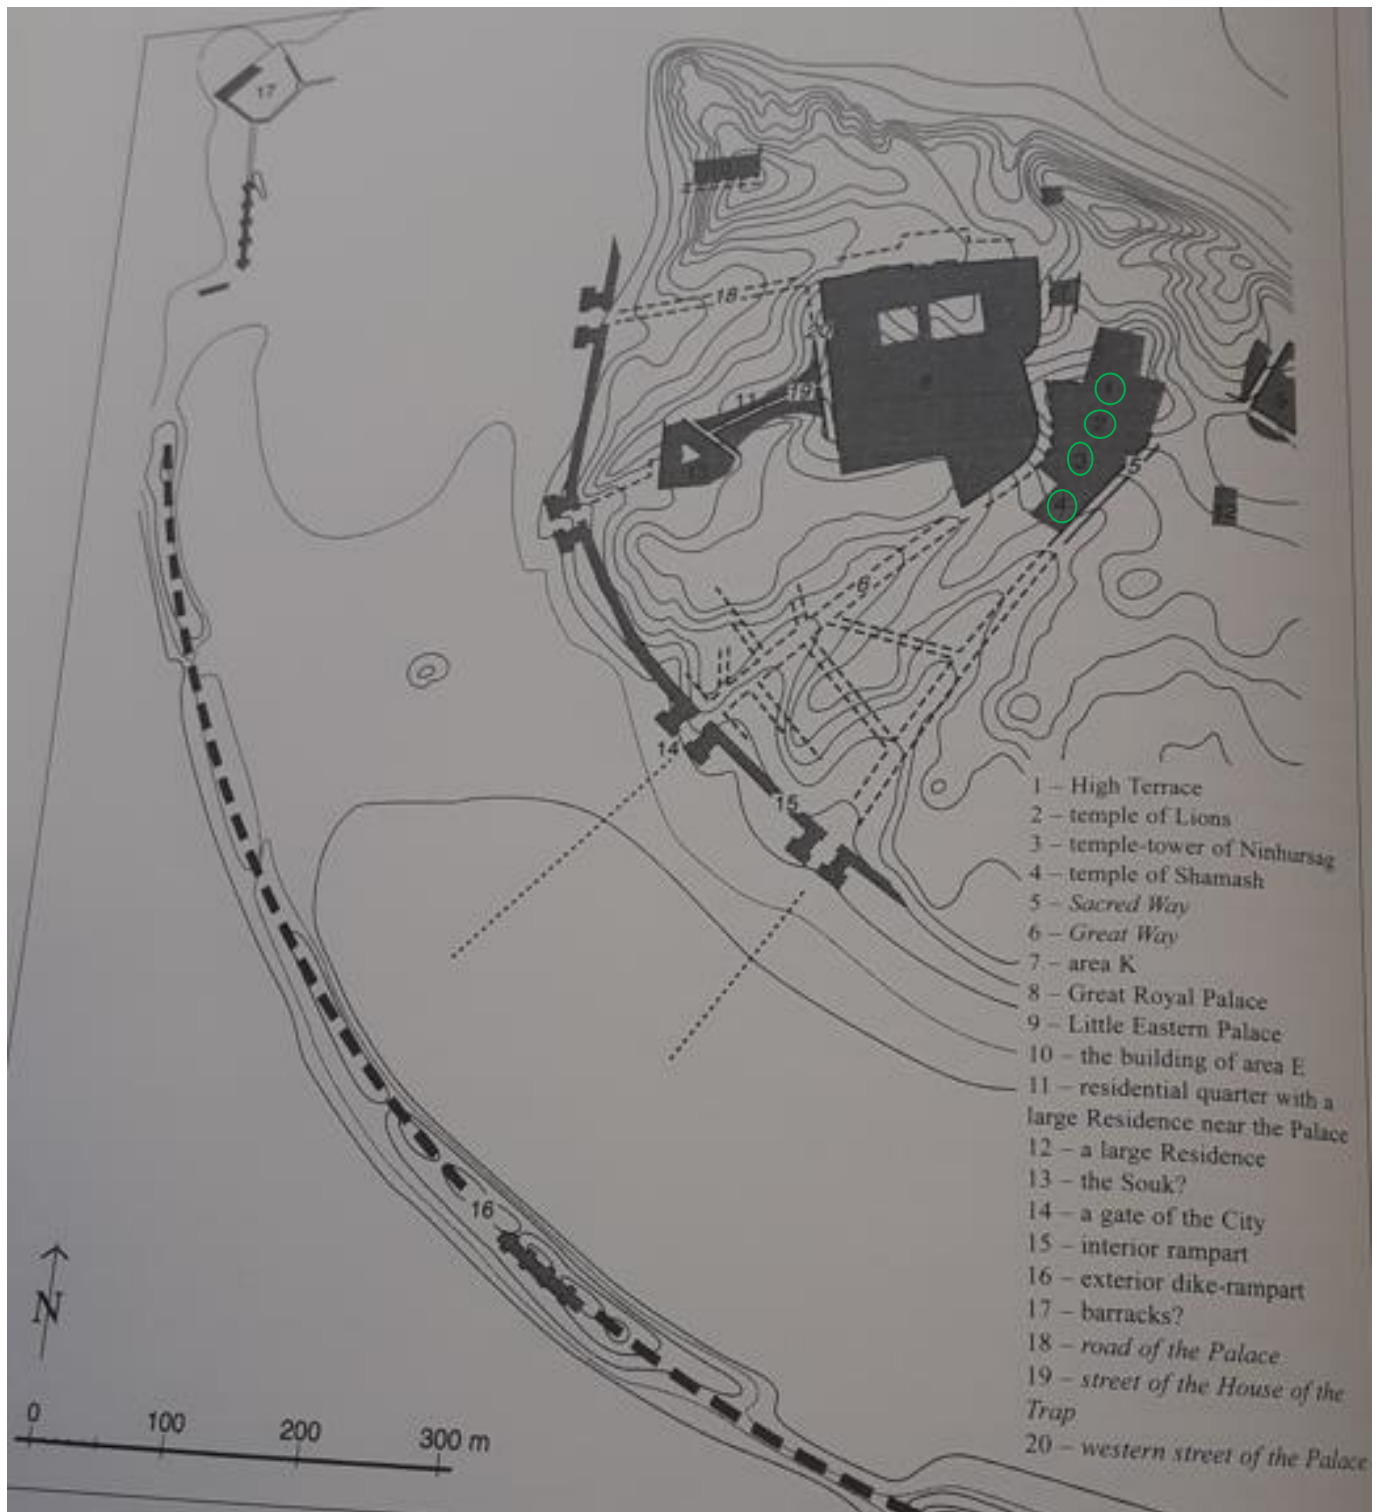 17
18
20
11
19
1
2
3
4
5
6
14
15
16
1 – High Terrace
2 – temple of Lions
3 – temple-tower of Ninhursag
4 – temple of Shamash
5 – Sacred Way
6 – Great Way
7 – area K
8 – Great Royal Palace
9 – Little Eastern Palace
10 – the building of area E
11 – residential quarter with a
large Residence near the Palace
12 – a large Residence
13 – the Souk?
14 – a gate of the City
15 – interior rampart
16 – exterior dike-rampart
17 – barracks?
18 – road of the Palace
19 – street of the House of the
Trap
20 – western street of the Palace
N
0 100 200 300 m